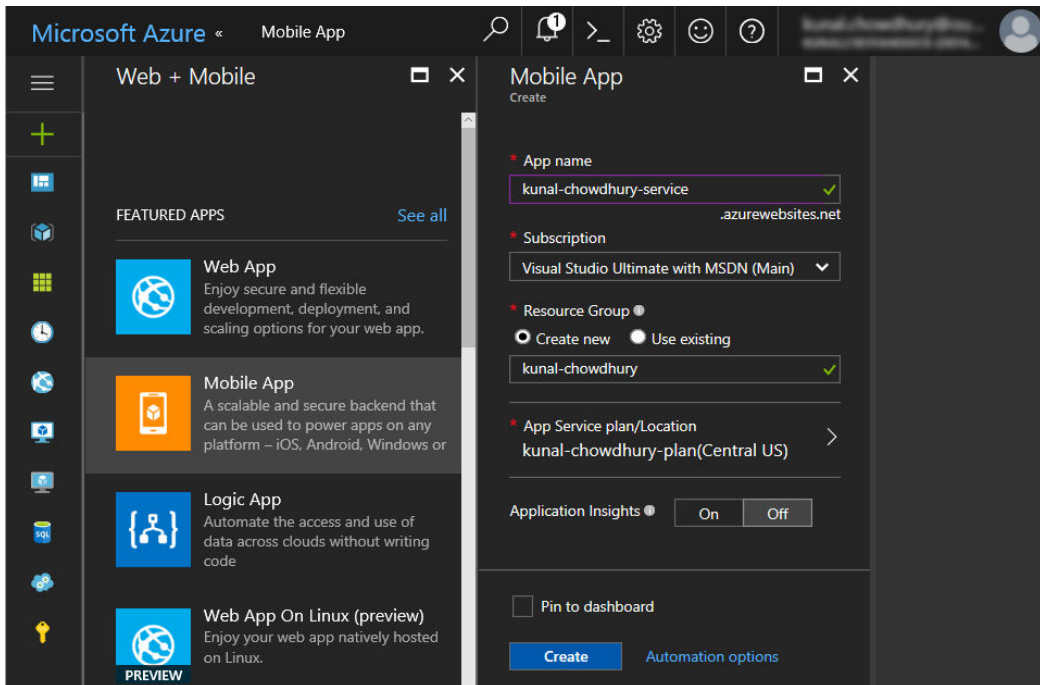 Microsoft Azure « Mobile App
1
Web + Mobile
FEATURED APPS See all
Web App
Enjoy secure and flexible
development, deployment, and
scaling options for your web app.
Mobile App
A scalable and secure backend that
can be used to power apps on any
platform – iOS, Android, Windows or
Logic App
Automate the access and use of
data across clouds without writing
code
Web App On Linux (preview)
Enjoy your web app natively hosted
on Linux.
PREVIEW
SQL
Mobile App
Create
* App name
kunal-chowdhury-service
.azurewebsites.net
* Subscription
Visual Studio Ultimate with MSDN (Main)
* Resource Group
Create new Use existing
kunal-chowdhury
* App Service plan/Location
kunal-chowdhury-plan(Central US)
Application Insights On Off
Pin to dashboard
Create Automation options